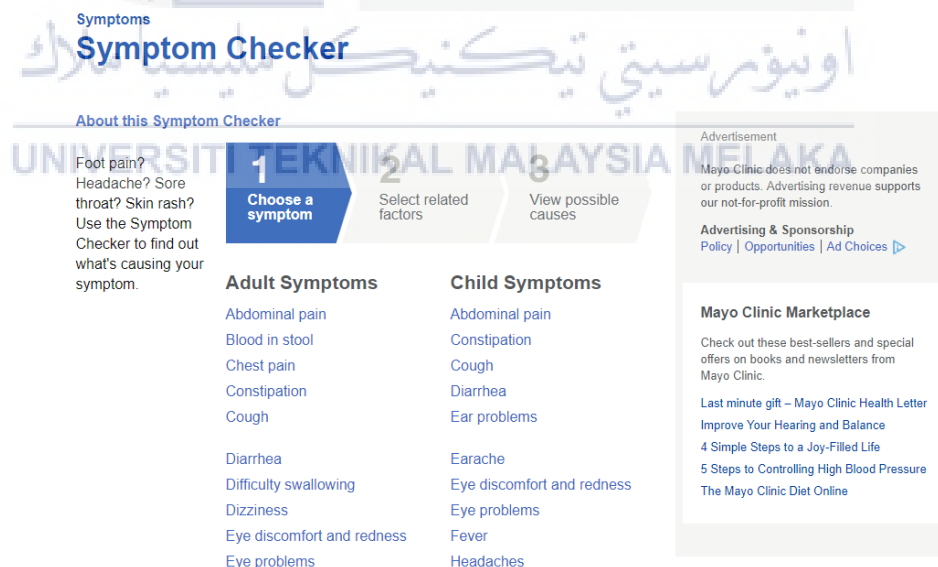 Symptoms
Symptom Checker
اونيۏرسيتي تيكنيكل مليسيا ملاك
About this Symptom Checker
UNIVERSITI TEKNIKAL MALAYSIA MELAKA
Foot pain?
Headache? Sore
throat? Skin rash?
Use the Symptom
Checker to find out
what's causing your
symptom.
1
Choose a
symptom
2
Select related
factors
3
View possible
causes
Adult Symptoms
Abdominal pain
Blood in stool
Chest pain
Constipation
Cough
Diarrhea
Difficulty swallowing
Dizziness
Eye discomfort and redness
Eye problems
Child Symptoms
Abdominal pain
Constipation
Cough
Diarrhea
Ear problems
Earache
Eye discomfort and redness
Eye problems
Fever
Headaches
Advertisement
Mayo Clinic does not endorse companies
or products. Advertising revenue supports
our not-for-profit mission.
Advertising & Sponsorship
Policy | Opportunities | Ad Choices
Mayo Clinic Marketplace
Check out these best-sellers and special
offers on books and newsletters from
Mayo Clinic.
Last minute gift – Mayo Clinic Health Letter
Improve Your Hearing and Balance
4 Simple Steps to a Joy-Filled Life
5 Steps to Controlling High Blood Pressure
The Mayo Clinic Diet Online